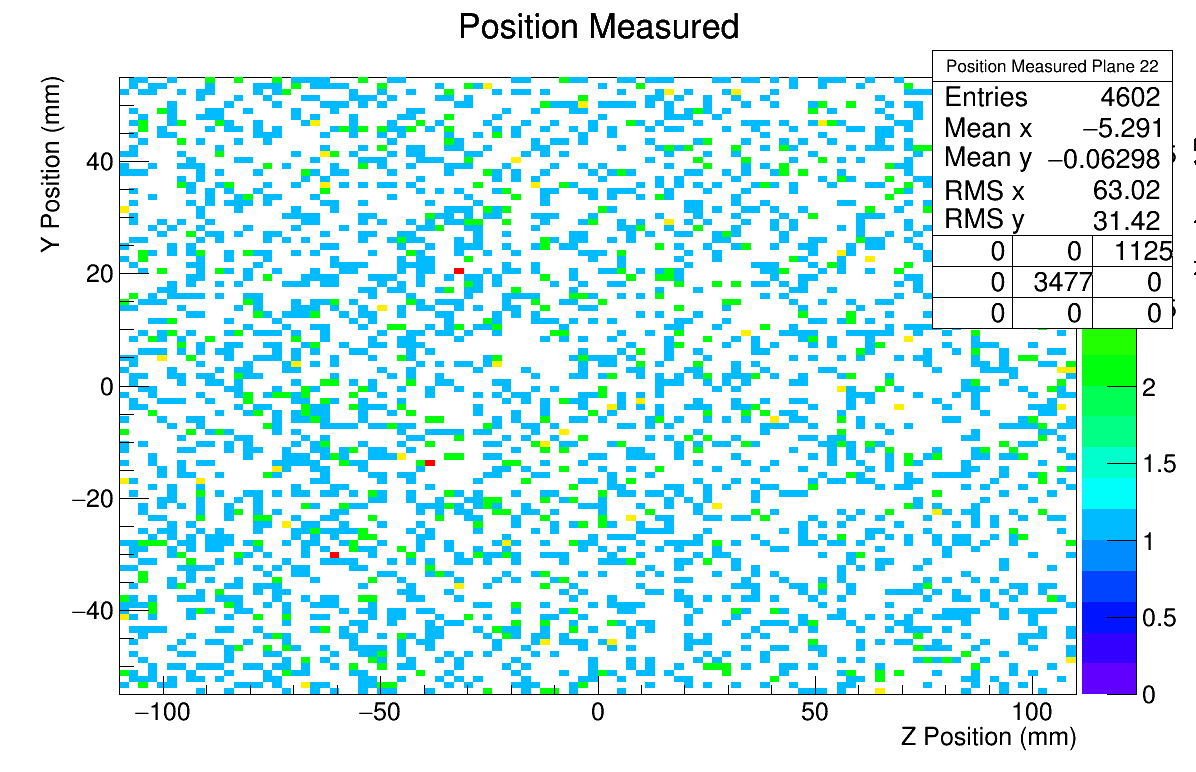 Position Measured
Position Measured Plane 22
Entries 4602
Mean x −5.291
Mean y −0.06298
RMS x 63.02
RMS y 31.42
0 0 1125
0 3477 0
0 0 0
Y Position (mm)
40
20
0
−20
−40
−100 −50 0 50 100
Z Position (mm)
2
1.5
1
0.5
0